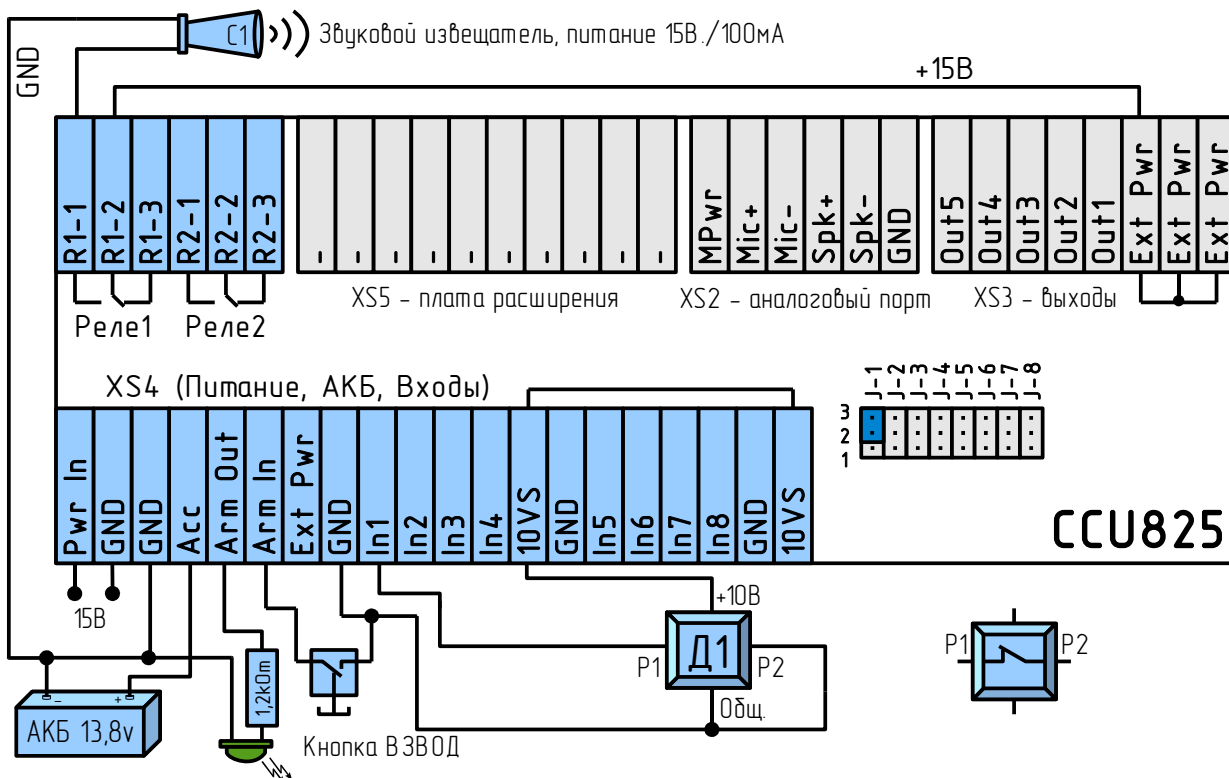 C1
Звуковой извещатель, питание 15В./100мА
GND
+15В
R1-1
R1-2
R1-3
R2-1
R2-2
R2-3
-
-
-
-
-
-
-
-
-
-
MPwr
Mic+
Mic-
Spk+
Spk-
GND
Out5
Out4
Out3
Out2
Out1
Ext Pwr
Ext Pwr
Ext Pwr
Реле1
Реле2
XS5 - плата расширения
XS2 - аналоговый порт
XS3 - выходы
XS4 (Питание, АКБ, Входы)
J-1
J-2
J-3
J-4
J-5
J-6
J-7
J-8
3
2
1
Pwr In
GND
GND
Acc
Arm Out
Arm In
Ext Pwr
GND
In1
In2
In3
In4
10VS
GND
In5
In6
In7
In8
GND
10VS
CCU825
15В
+10В
P1
Д1
P2
Общ.
P1
P2
1,2kOm
- +
АКБ 13,8v
Кнопка ВЗВОД